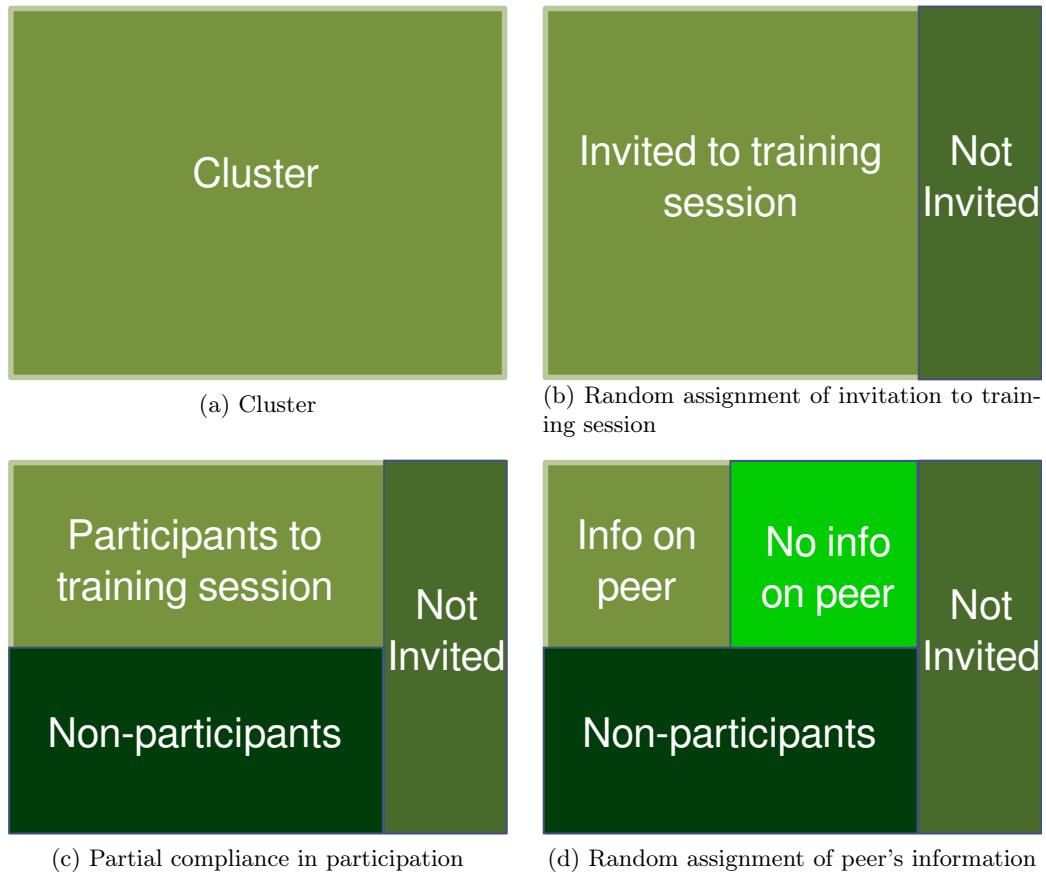 Cluster
Invited to training
session
Not
Invited
(a) Cluster
(b) Random assignment of invitation to train-
ing session
Participants to
training session
Not
Invited
Non-participants
Info on
peer
No info
on peer
Not
Invited
Non-participants
(c) Partial compliance in participation
(d) Random assignment of peer's information